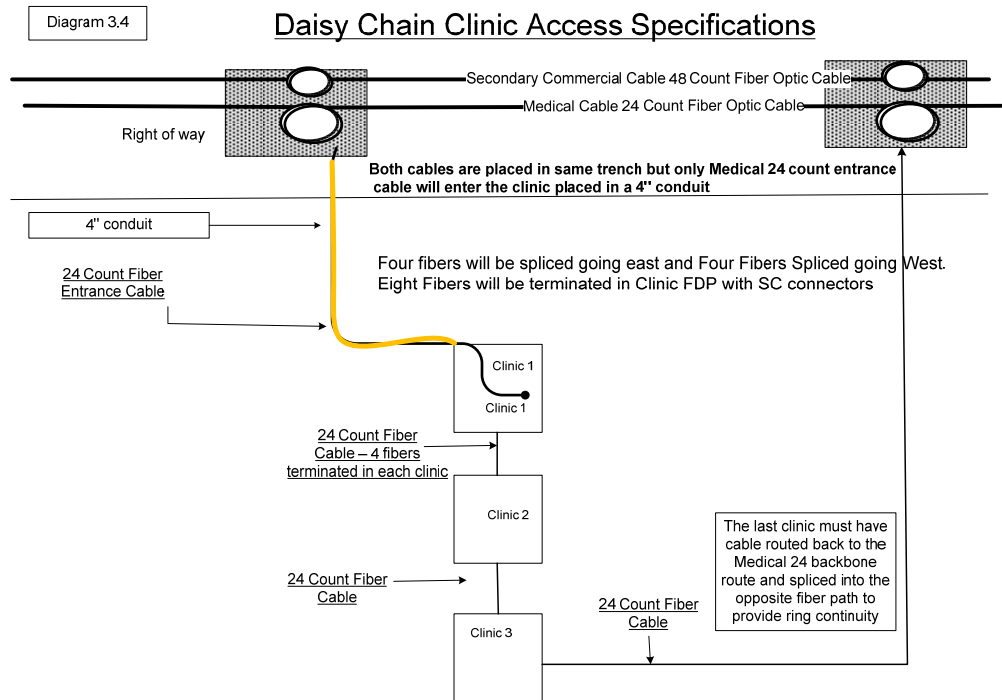 Diagram 3.4
Daisy Chain Clinic Access Specifications
Secondary Commercial Cable 48 Count Fiber Optic Cable
Medical Cable 24 Count Fiber Optic Cable
Right of way
Both cables are placed in same trench but only Medical 24 count entrance
cable will enter the clinic placed in a 4" conduit
4" conduit
24 Count Fiber
Entrance Cable
Four fibers will be spliced going east and Four Fibers Spliced going West.
Eight Fibers will be terminated in Clinic FDP with SC connectors
Clinic 1
Clinic 1
24 Count Fiber
Cable – 4 fibers
terminated in each clinic
Clinic 2
24 Count Fiber
Cable
Clinic 3
24 Count Fiber
Cable
The last clinic must have
cable routed back to the
Medical 24 backbone
route and spliced into the
opposite fiber path to
provide ring continuity